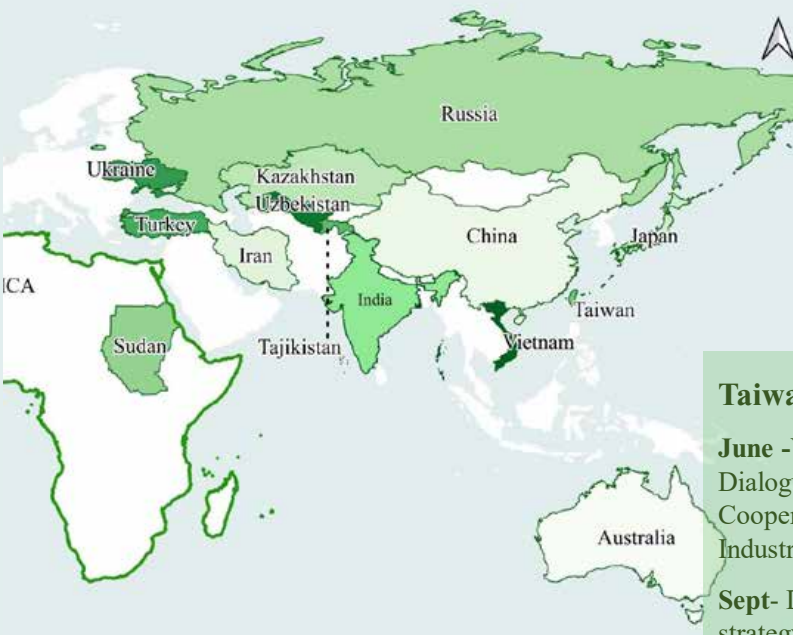 Russia
Ukraine
Kazakhstan
Uzbekistan
Turkey
China
Japan
Iran
ICA
India
Taiwan
Sudan
Tajikistan
Vietnam
Taiwa
June -
Dialog
Cooper
Industr
Australia
Sept- I
strategy